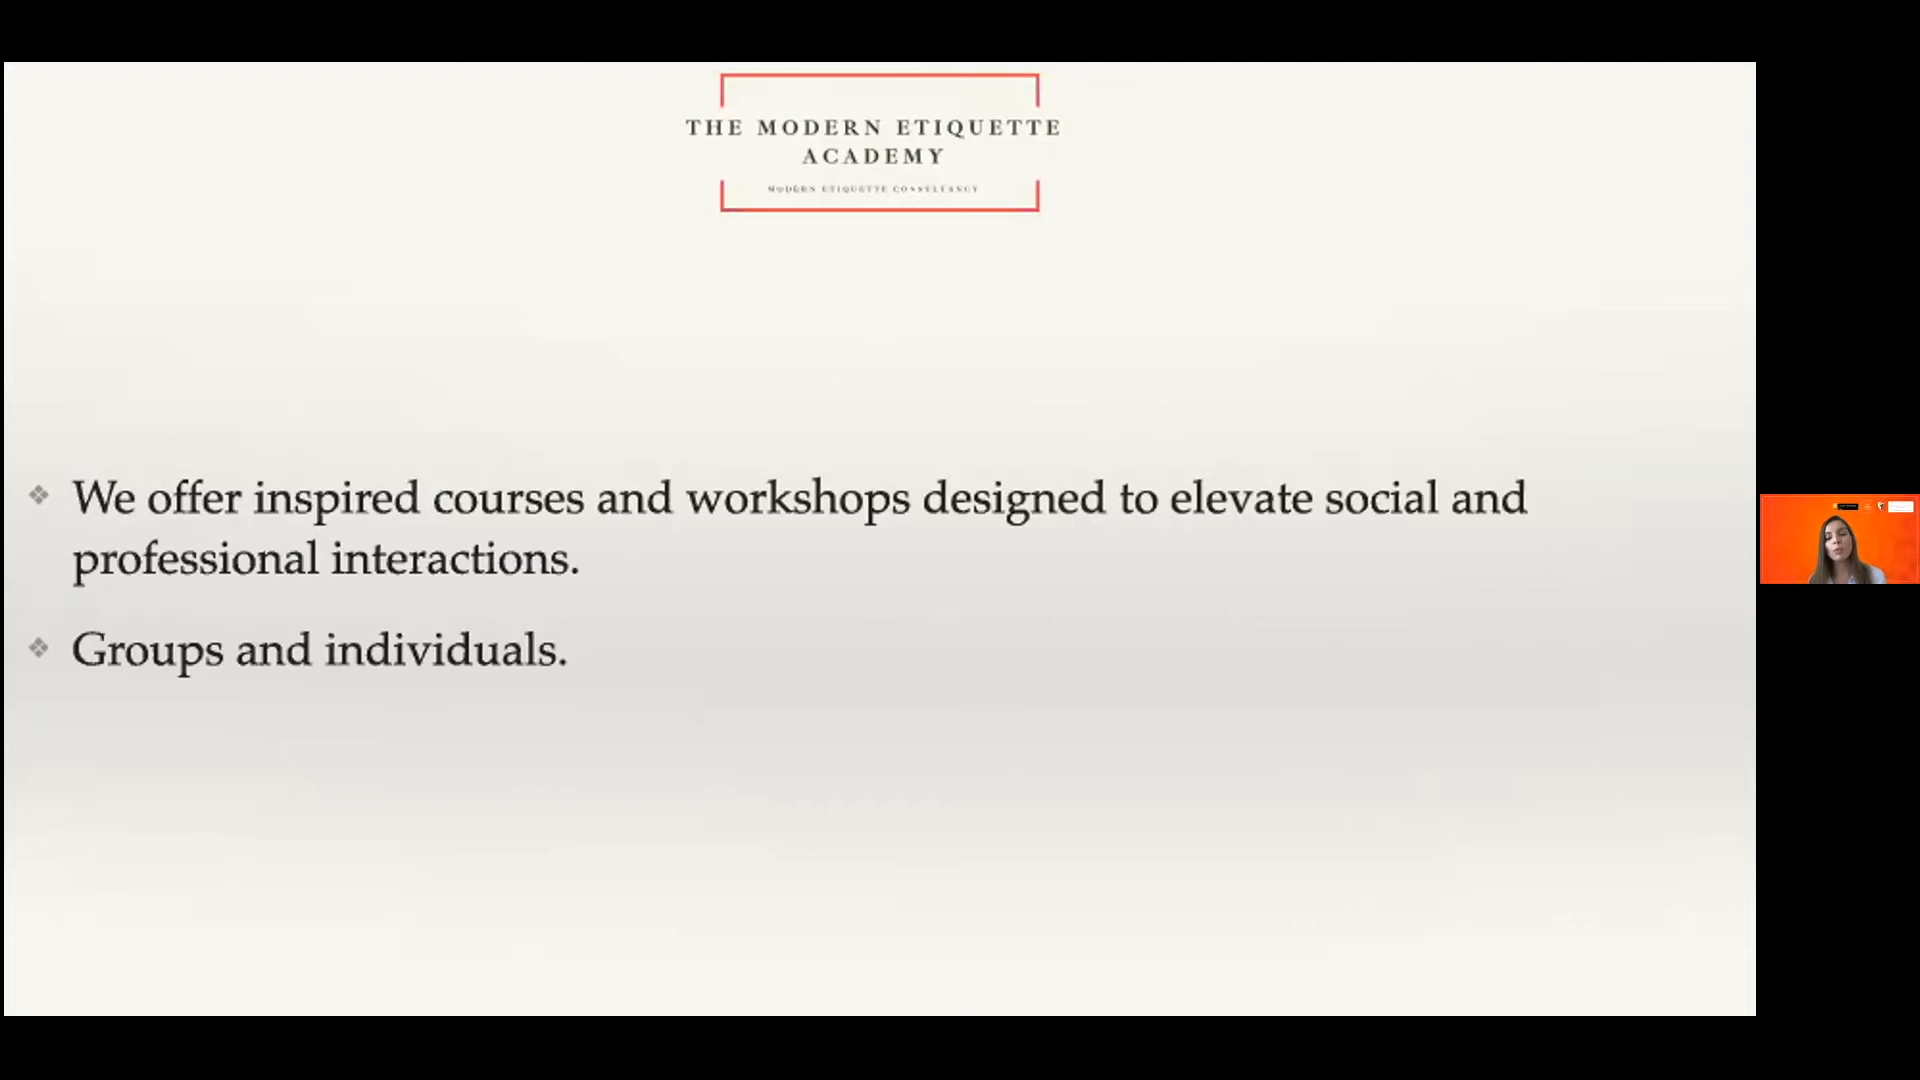 THE MODERN ETIQUETTE
ACADEMY
MODERN ETIQUETTE CONSULTANCY
We offer inspired courses and workshops designed to elevate social and
professional interactions.
Groups and individuals.